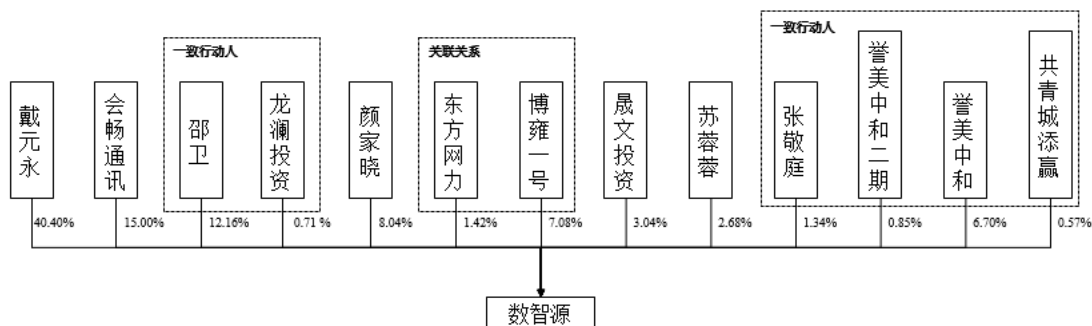 一致行动人
关联关系
一致行动人
戴元永
会畅通讯
邵卫
龙澜投资
颜家晓
东方网力
博雍一号
晟文投资
苏蓉蓉
张敬庭
誉美中和二期
誉美中和
共青城添赢
40.40%
15.00%
12.16%
0.71 %
8.04%
1.42%
7.08%
3.04%
2.68%
1.34%
0.85%
6.70%
0.57%
数智源